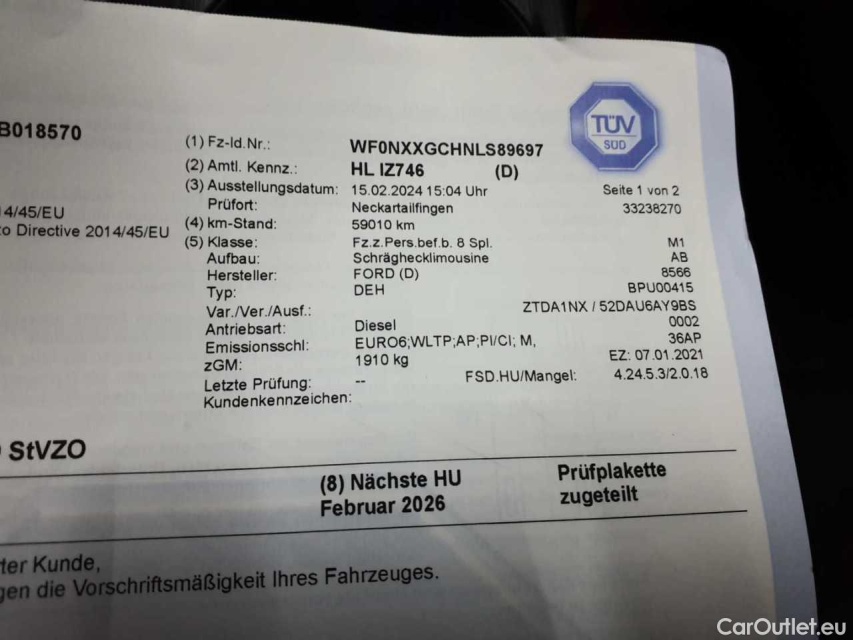 TÜV
SÜD
B018570
(1) Fz-Id.Nr.: WF0NXXGCHNLS89697
(2) Amtl. Kennz.: HL IZ746 (D)
(3) Ausstellungsdatum: 15.02.2024 15:04 Uhr Seite 1 von 2
Prüfort: Neckartailfingen 33238270
4/45/EU
to Directive 2014/45/EU
(4) km-Stand: 59010 km
(5) Klasse: Fz.z.Pers.bef.b. 8 Spl. M1
Aufbau: Schräghecklimousine AB
Hersteller: FORD (D) 8566
Typ: DEH BPU00415
Var./Ver./Ausf.: ZTDA1NX / 52DAU6AY9BS
Antriebsart: Diesel 0002
Emissionsschl: EURO6;WLTP;AP;PI/CI; M, 36AP
zGM: 1910 kg EZ: 07.01.2021
Letzte Prüfung: -- FSD.HU/Mangel: 4.24.5.3/2.0.18
Kundenkennzeichen:
StVZO
(8) Nächste HU Prüfplakette
Februar 2026 zugeteilt
ter Kunde,
gen die Vorschriftsmäßigkeit Ihres Fahrzeuges.
CarOutlet.eu